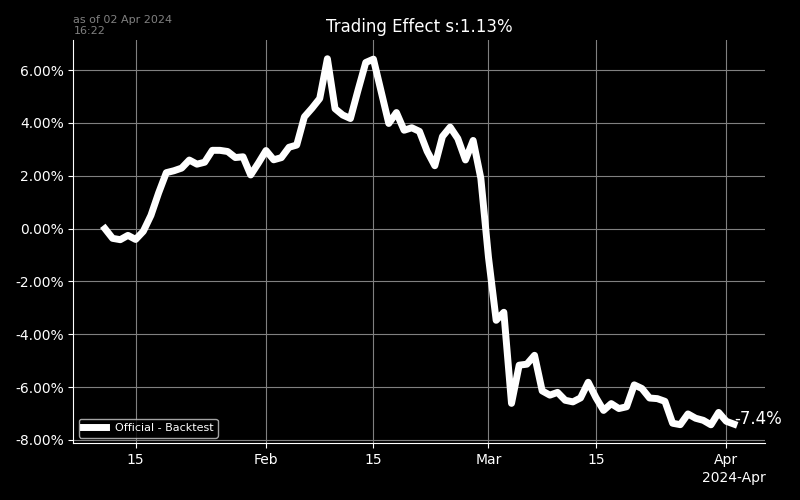 as of 02 Apr 2024
16:22
Trading Effect s:1.13%
6.00%
4.00%
2.00%
0.00%
-2.00%
-4.00%
-6.00%
-8.00%
-7.4%
Official - Backtest
15
Feb
15
Mar
15
Apr
2024-Apr